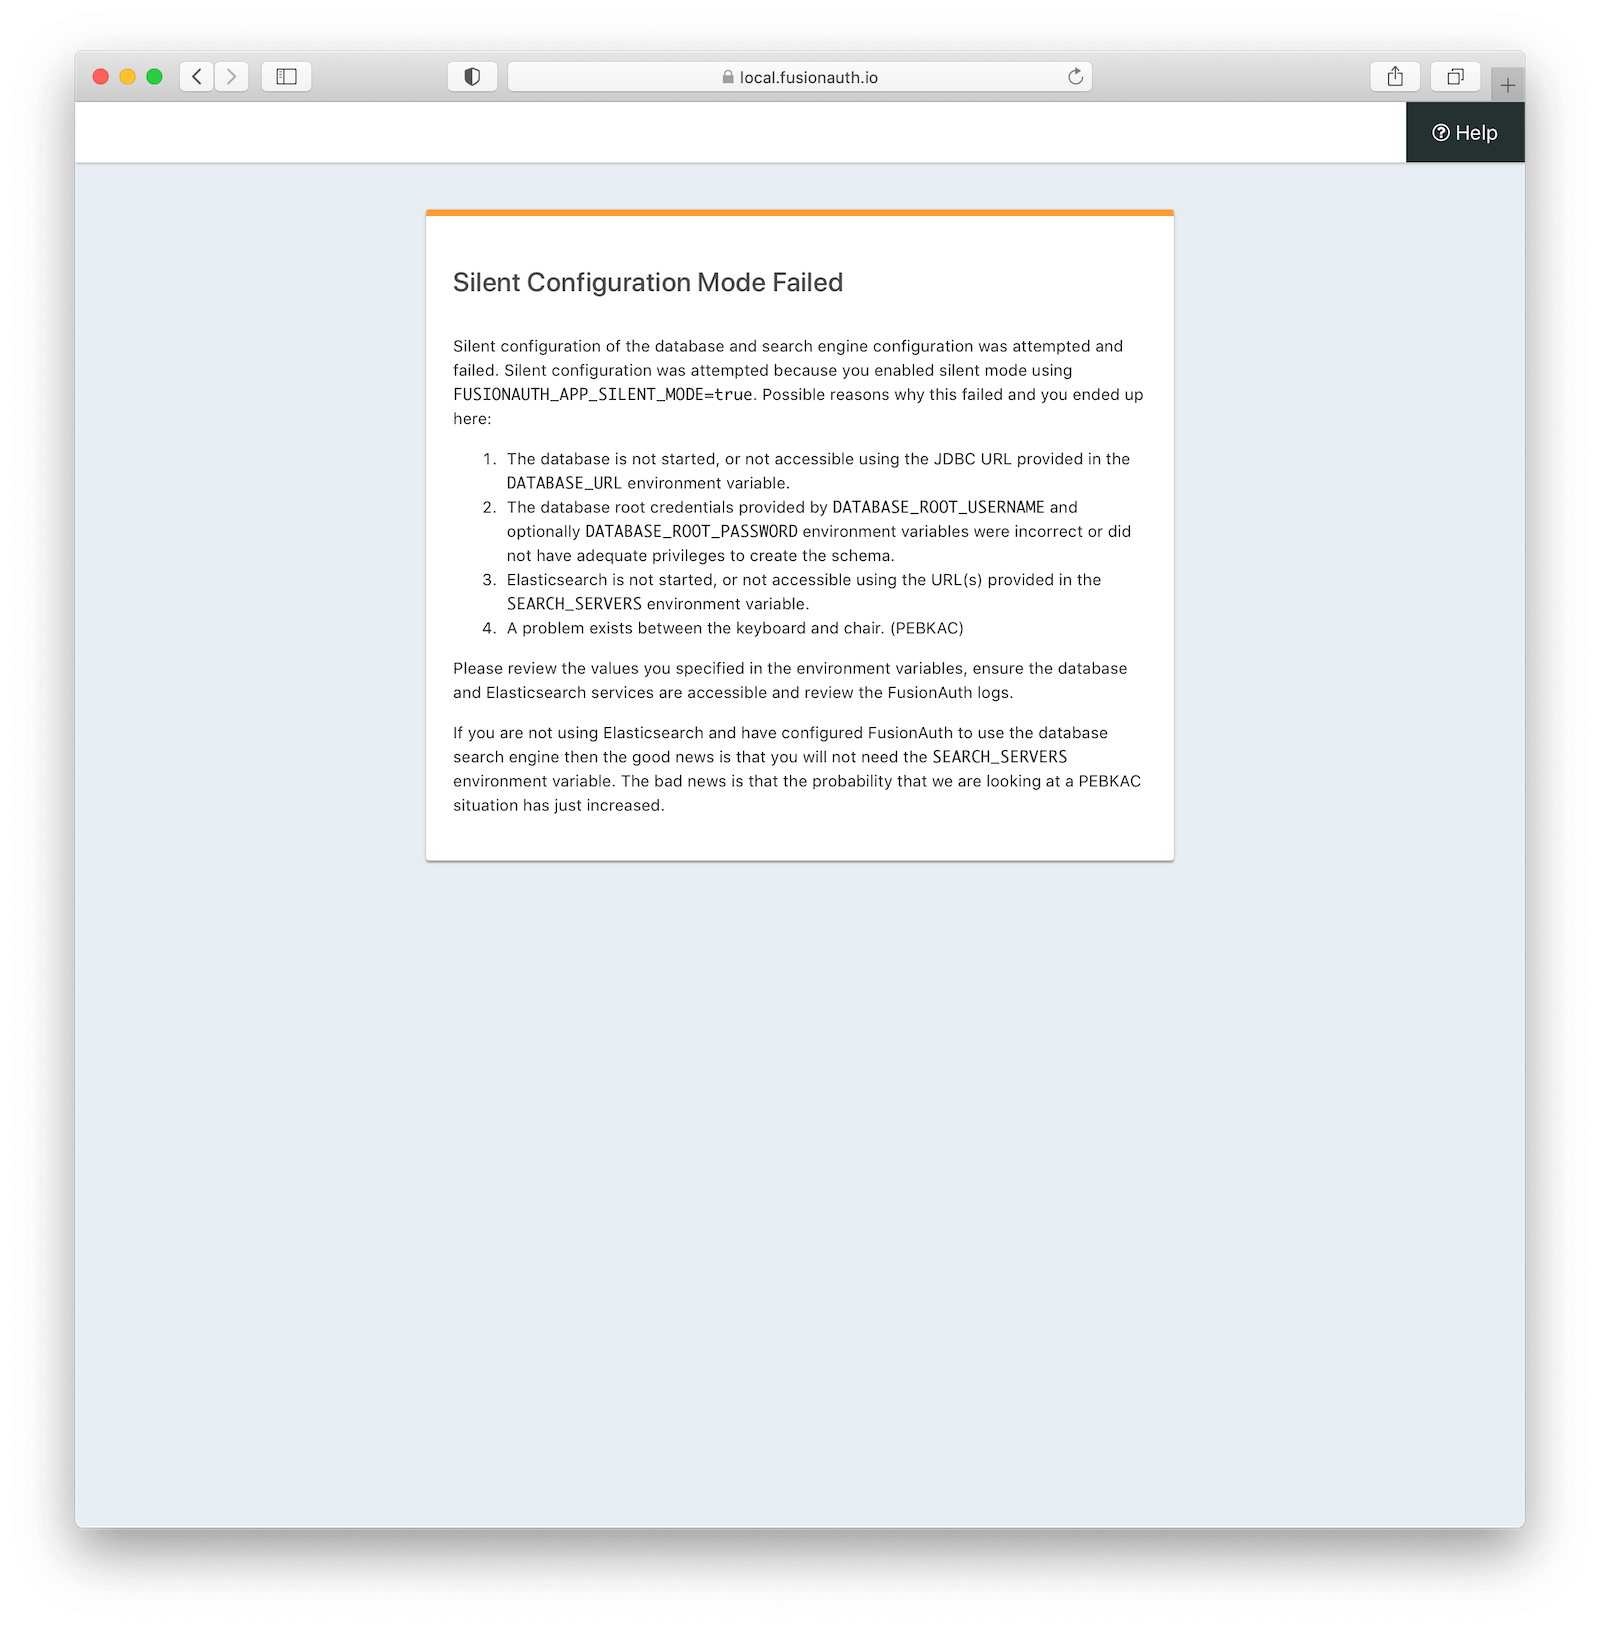 local.fusionauth.io
Help
Silent Configuration Mode Failed
Silent configuration of the database and search engine configuration was attempted and
failed. Silent configuration was attempted because you enabled silent mode using
FUSIONAUTH_APP_SILENT_MODE=true. Possible reasons why this failed and you ended up
here:
1. The database is not started, or not accessible using the JDBC URL provided in the
DATABASE_URL environment variable.
2. The database root credentials provided by DATABASE_ROOT_USERNAME and
optionally DATABASE_ROOT_PASSWORD environment variables were incorrect or did
not have adequate privileges to create the schema.
3. Elasticsearch is not started, or not accessible using the URL(s) provided in the
SEARCH_SERVERS environment variable.
4. A problem exists between the keyboard and chair. (PEBKAC)
Please review the values you specified in the environment variables, ensure the database
and Elasticsearch services are accessible and review the FusionAuth logs.
If you are not using Elasticsearch and have configured FusionAuth to use the database
search engine then the good news is that you will not need the SEARCH_SERVERS
environment variable. The bad news is that the probability that we are looking at a PEBKAC
situation has just increased.